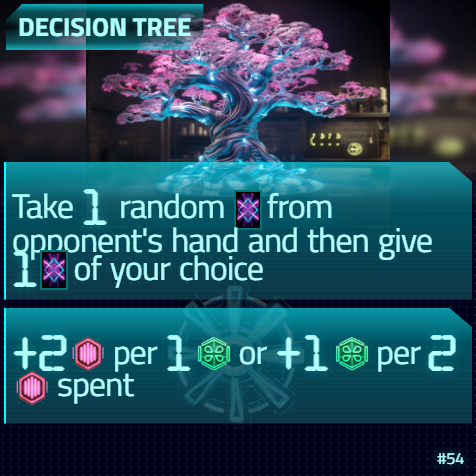 DECISION TREE
Take 1 random from
opponent's hand and then give
1 of your choice
+2 per 1 or +1 per 2
spent
#54